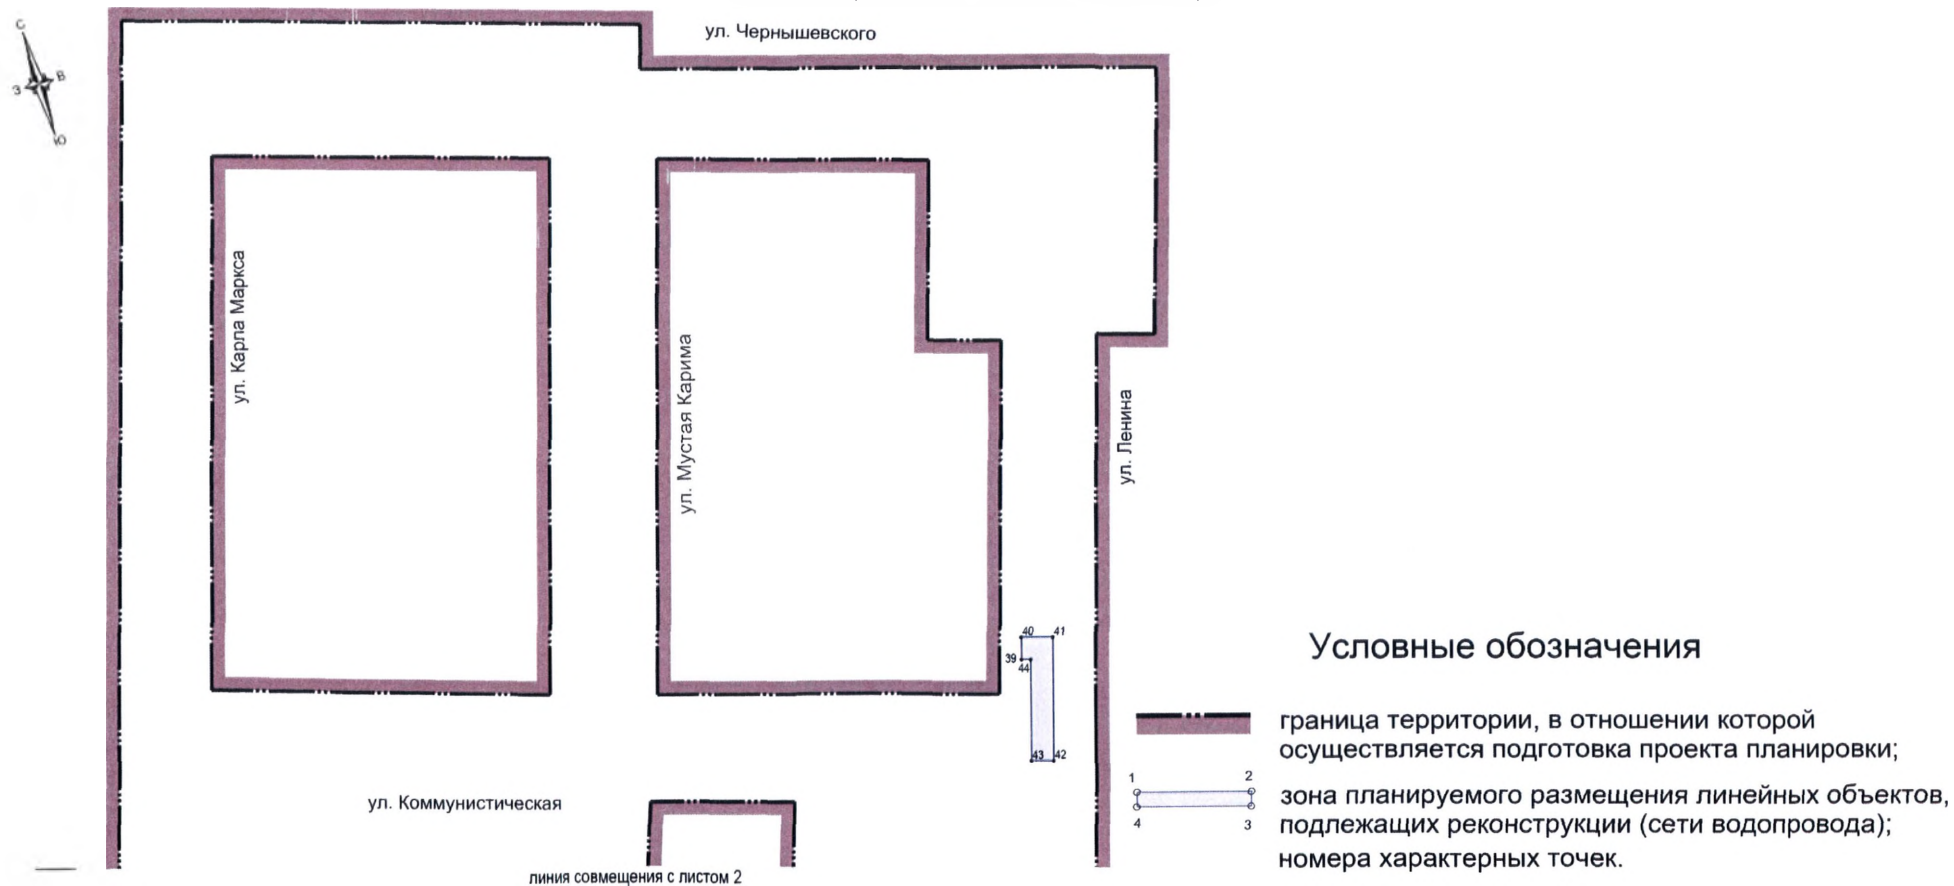 ул. Чернышевского
С
В
З
Ю
ул. Карла Маркса
ул. Мустая Карима
ул. Ленина
40 41
39
44
43 42
Условные обозначения
граница территории, в отношении которой
осуществляется подготовка проекта планировки;
1 2
зона планируемого размещения линейных объектов,
подлежащих реконструкции (сети водопровода);
4 3
номера характерных точек.
ул. Коммунистическая
линия совмещения с листом 2